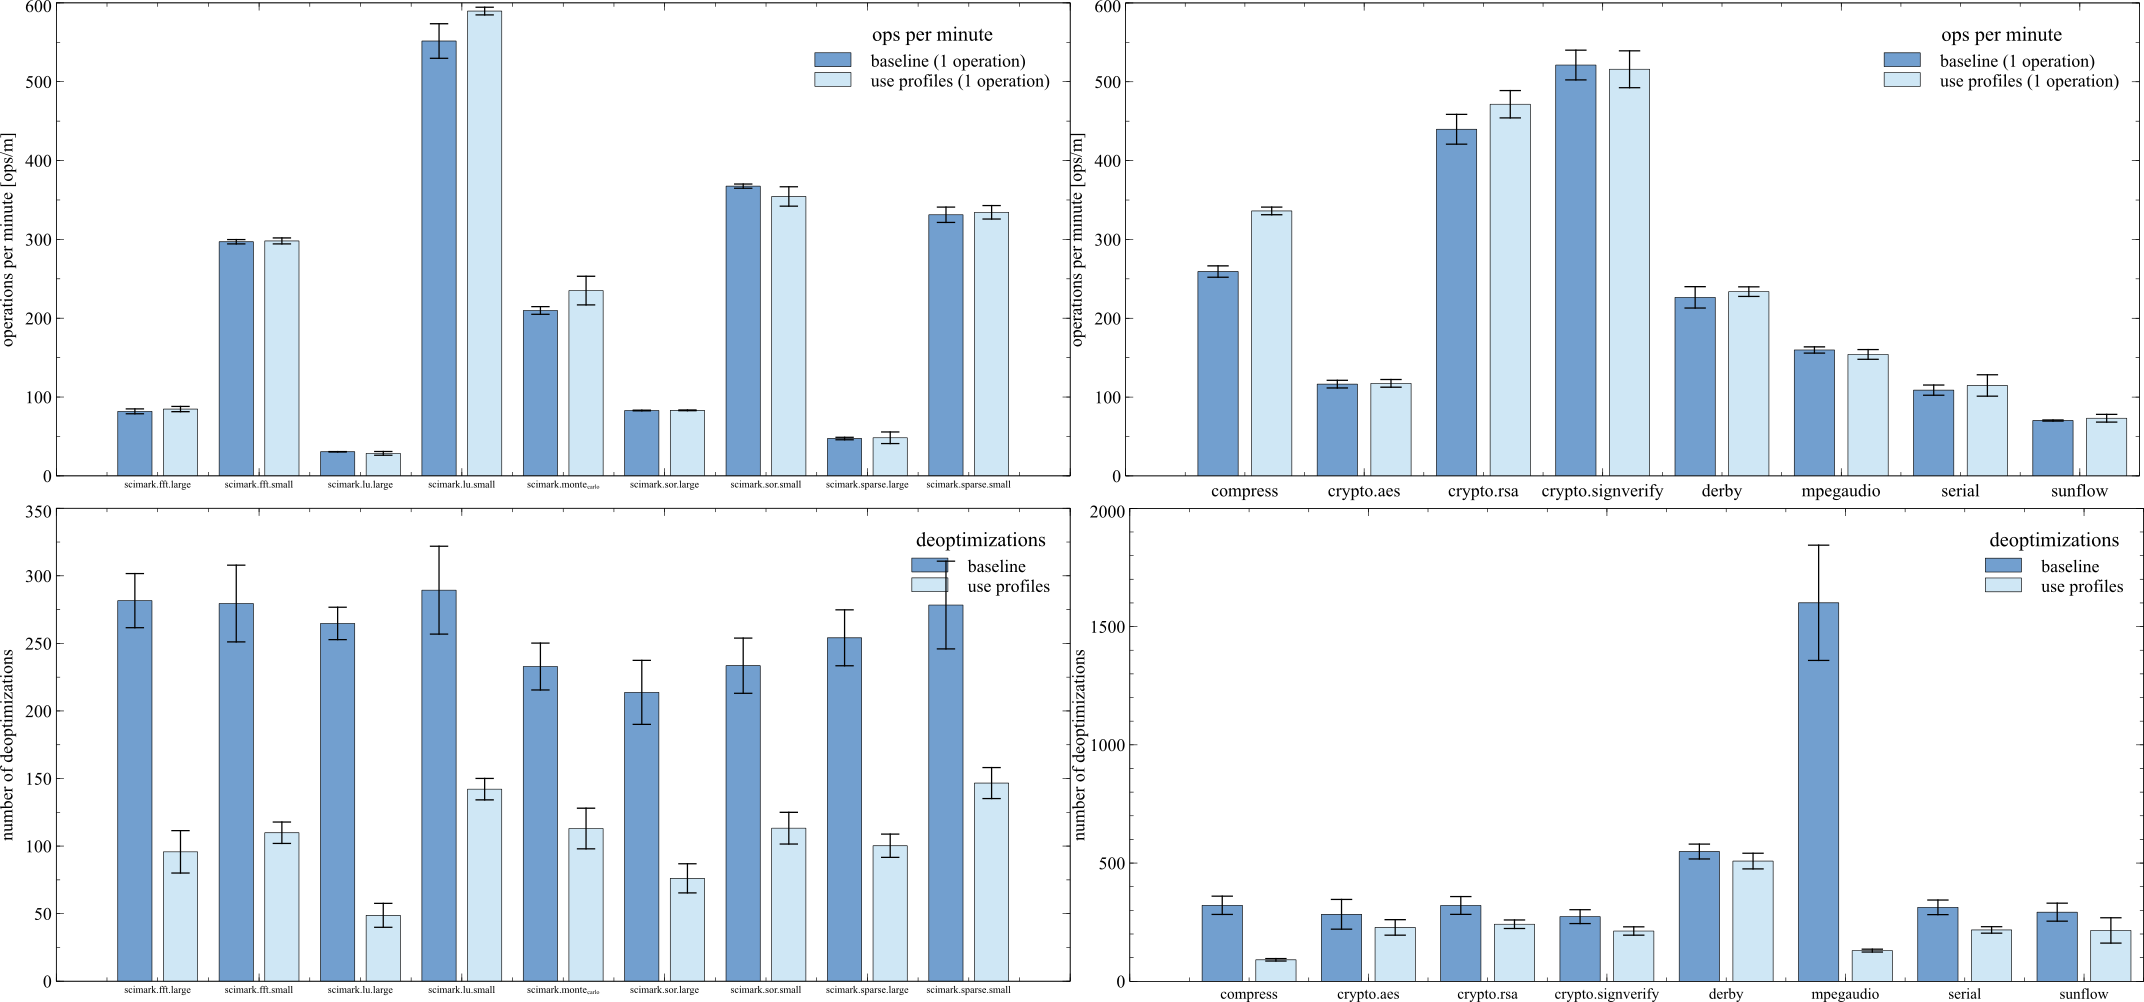 ops per minute
baseline (1 operation)
use profiles (1 operation)
operations per minute [ops/m]
600
500
400
300
200
100
0
scimark.fft.large scimark.fft.small scimark.lu.large scimark.lu.small scimark.monte_carlo scimark.sor.large scimark.sor.small scimark.sparse.large scimark.sparse.small
ops per minute
baseline (1 operation)
use profiles (1 operation)
operations per minute [ops/m]
600
500
400
300
200
100
0
compress crypto.aes crypto.rsa crypto.signverify derby mpegaudio serial sunflow
deoptimizations
baseline
use profiles
number of deoptimizations
350
300
250
200
150
100
50
0
scimark.fft.large scimark.fft.small scimark.lu.large scimark.lu.small scimark.monte_carlo scimark.sor.large scimark.sor.small scimark.sparse.large scimark.sparse.small
deoptimizations
baseline
use profiles
number of deoptimizations
2000
1500
1000
500
0
compress crypto.aes crypto.rsa crypto.signverify derby mpegaudio serial sunflow